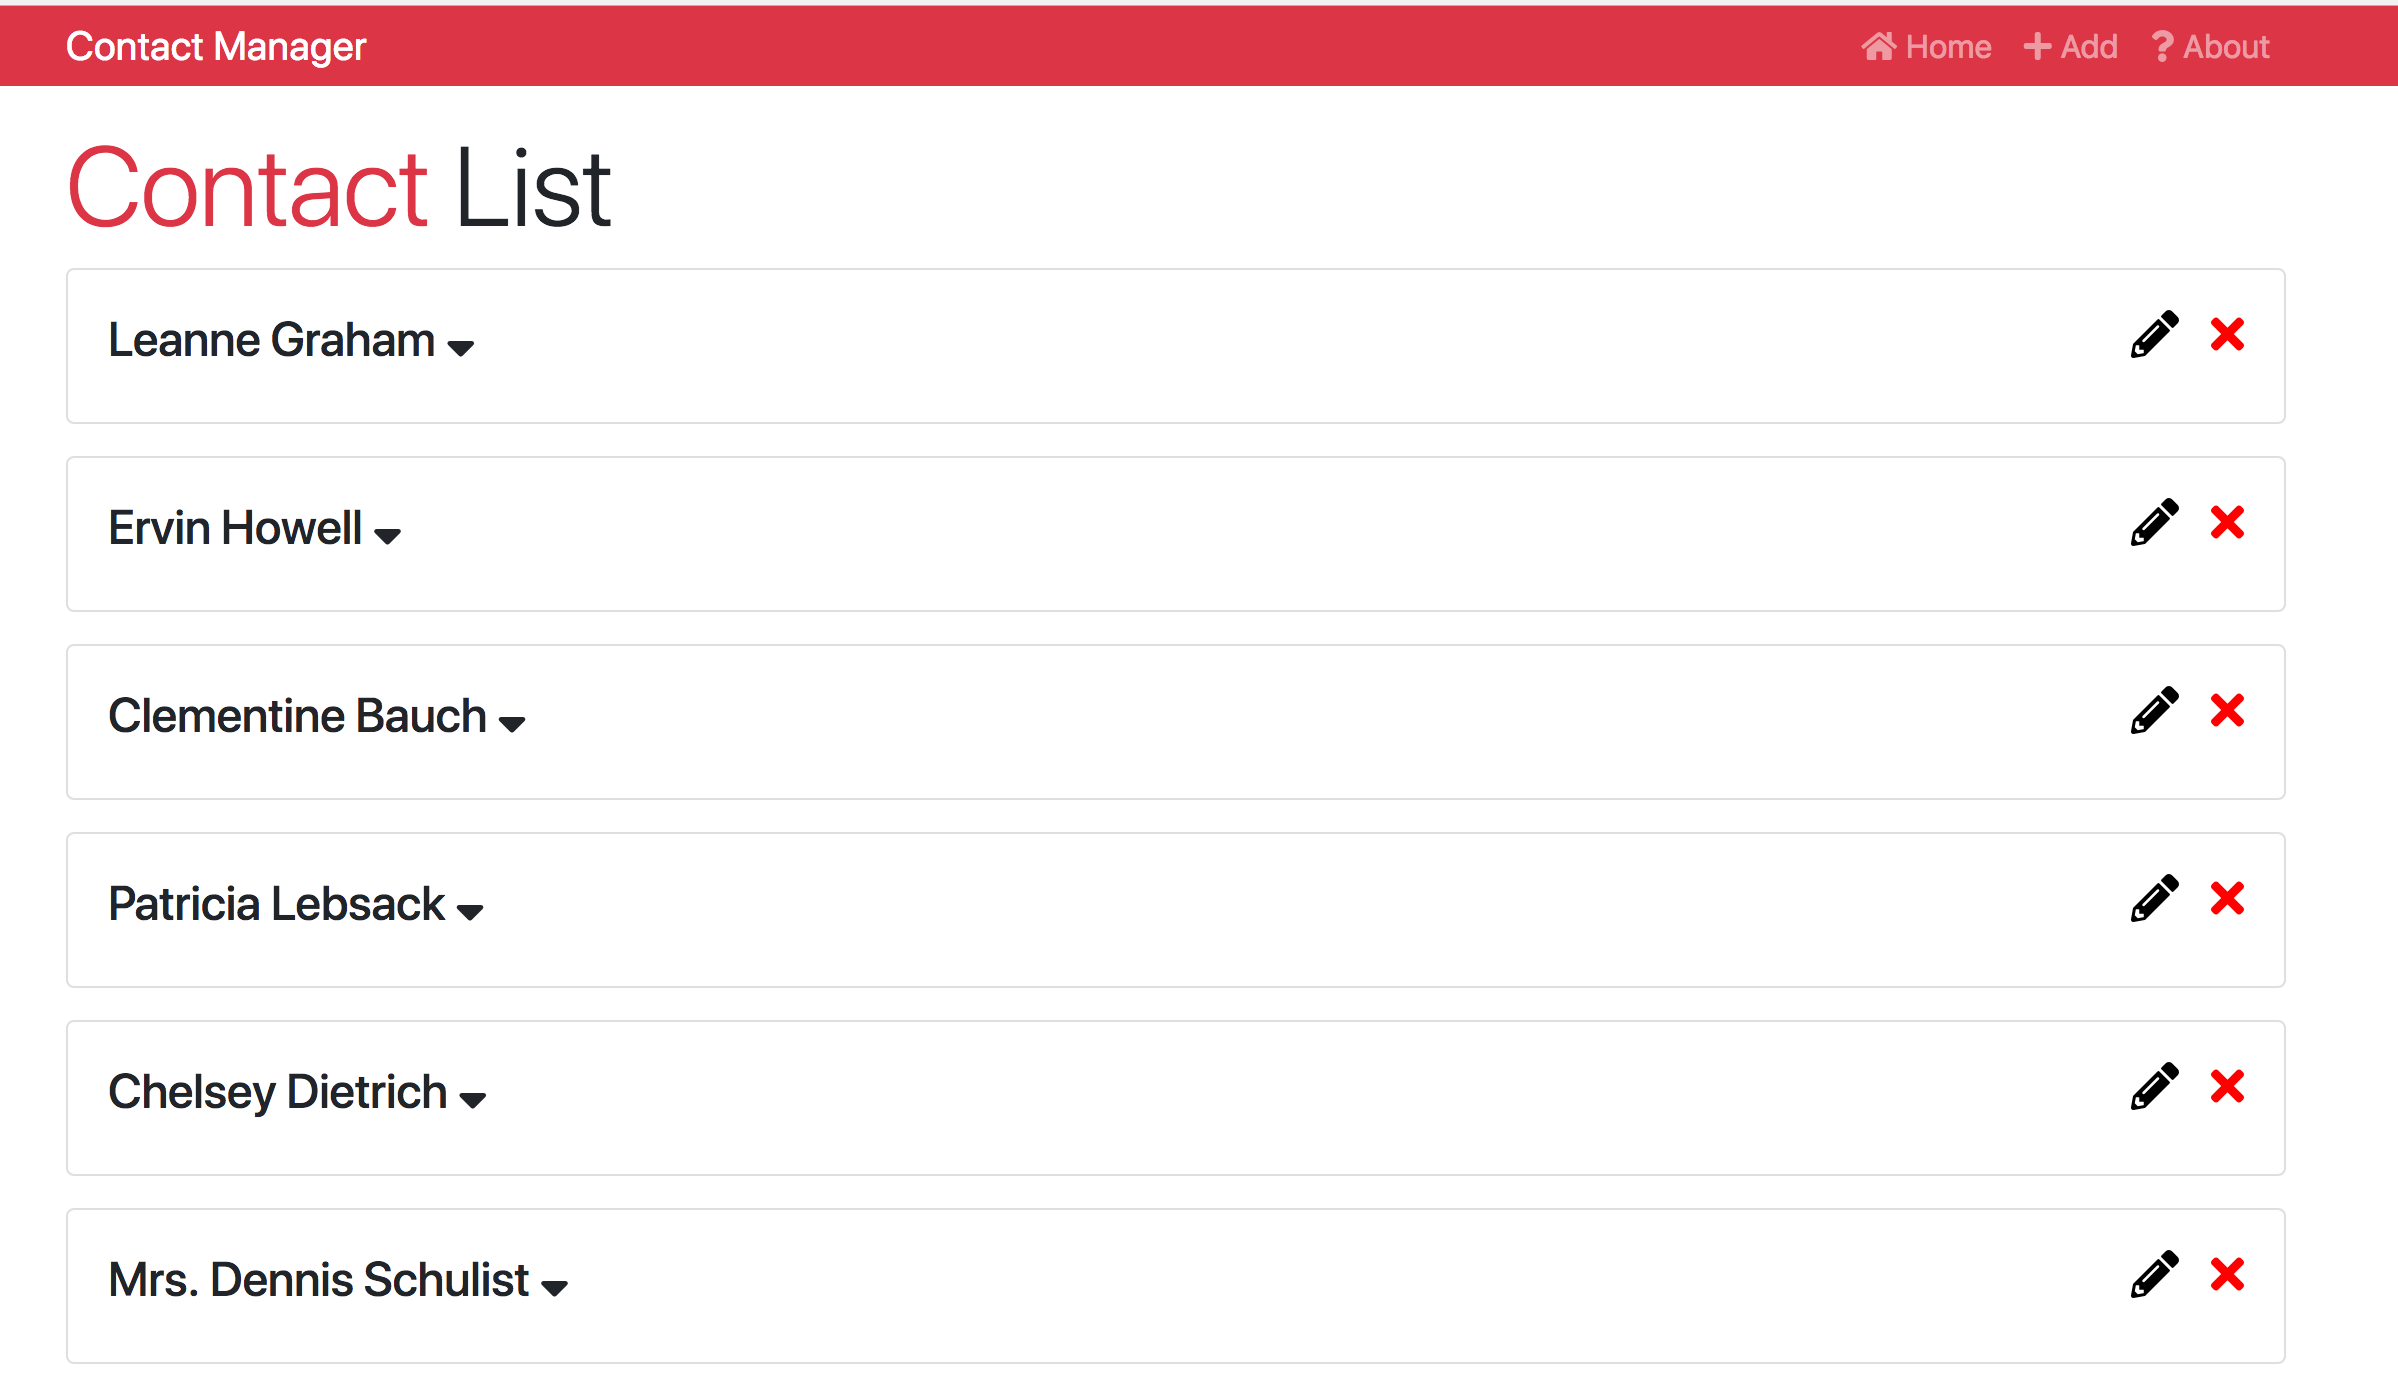 Contact Manager Home Add About
Contact List
Leanne Graham
Ervin Howell
Clementine Bauch
Patricia Lebsack
Chelsey Dietrich
Mrs. Dennis Schulist